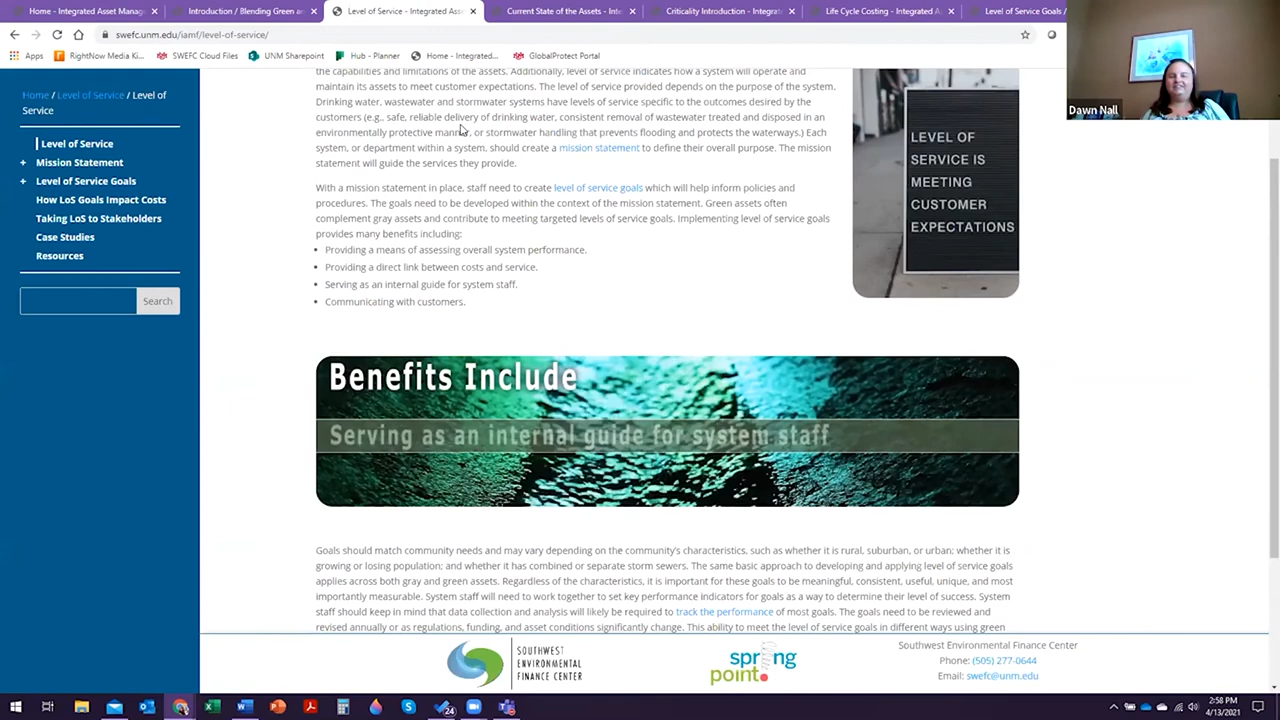 Home - Integrated Asset Manag
Introduction / Blending Green an
Level of Service - Integrated Asse
Current State of the Assets - Inte
Criticality Introduction - Integrate
Life Cycle Costing - Integrated A
Level of Service Goals /
swefc.unm.edu/iamf/level-of-service/
Apps
RightNow Media Ki...
SWEFC Cloud Files
UNM Sharepoint
Hub - Planner
Home - Integrated...
GlobalProtect Portal
Dawn Nall
Home / Level of Service / Level of
Service
Level of Service
+ Mission Statement
+ Level of Service Goals
How LoS Goals Impact Costs
Taking LoS to Stakeholders
Case Studies
Resources
Search
the capabilities and limitations of the assets. Additionally, level of service indicates how a system will operate and
maintain its assets to meet customer expectations. The level of service provided depends on the purpose of the system.
Drinking water, wastewater and stormwater systems have levels of service specific to the outcomes desired by the
customers (e.g., safe, reliable delivery of drinking water, consistent removal of wastewater treated and disposed in an
environmentally protective manner, or stormwater handling that prevents flooding and protects the waterways.) Each
system, or department within a system, should create a mission statement to define their overall purpose. The mission
statement will guide the services they provide.
With a mission statement in place, staff need to create level of service goals which will help inform policies and
procedures. The goals need to be developed within the context of the mission statement. Green assets often
complement gray assets and contribute to meeting targeted levels of service goals. Implementing level of service goals
provides many benefits including:
• Providing a means of assessing overall system performance.
• Providing a direct link between costs and service.
• Serving as an internal guide for system staff.
• Communicating with customers.
LEVEL OF
SERVICE IS
MEETING
CUSTOMER
EXPECTATIONS
Benefits Include
Serving as an internal guide for system staff
Goals should match community needs and may vary depending on the community's characteristics, such as whether it is rural, suburban, or urban; whether it is
growing or losing population; and whether it has combined or separate storm sewers. The same basic approach to developing and applying level of service goals
applies across both gray and green assets. Regardless of the characteristics, it is important for these goals to be meaningful, consistent, useful, unique, and most
importantly measurable. System staff will need to work together to set key performance indicators for goals as a way to determine their level of success. System
staff should keep in mind that data collection and analysis will likely be required to track the performance of most goals. The goals need to be reviewed and
revised annually or as regulations, funding, and asset conditions significantly change. This ability to meet the level of service goals in different ways using green
SOUTHWEST
ENVIRONMENTAL
FINANCE CENTER
spring
point.
Southwest Environmental Finance Center
Phone: (505) 277-0644
Email: swefc@unm.edu
24
2:58 PM
4/13/2021